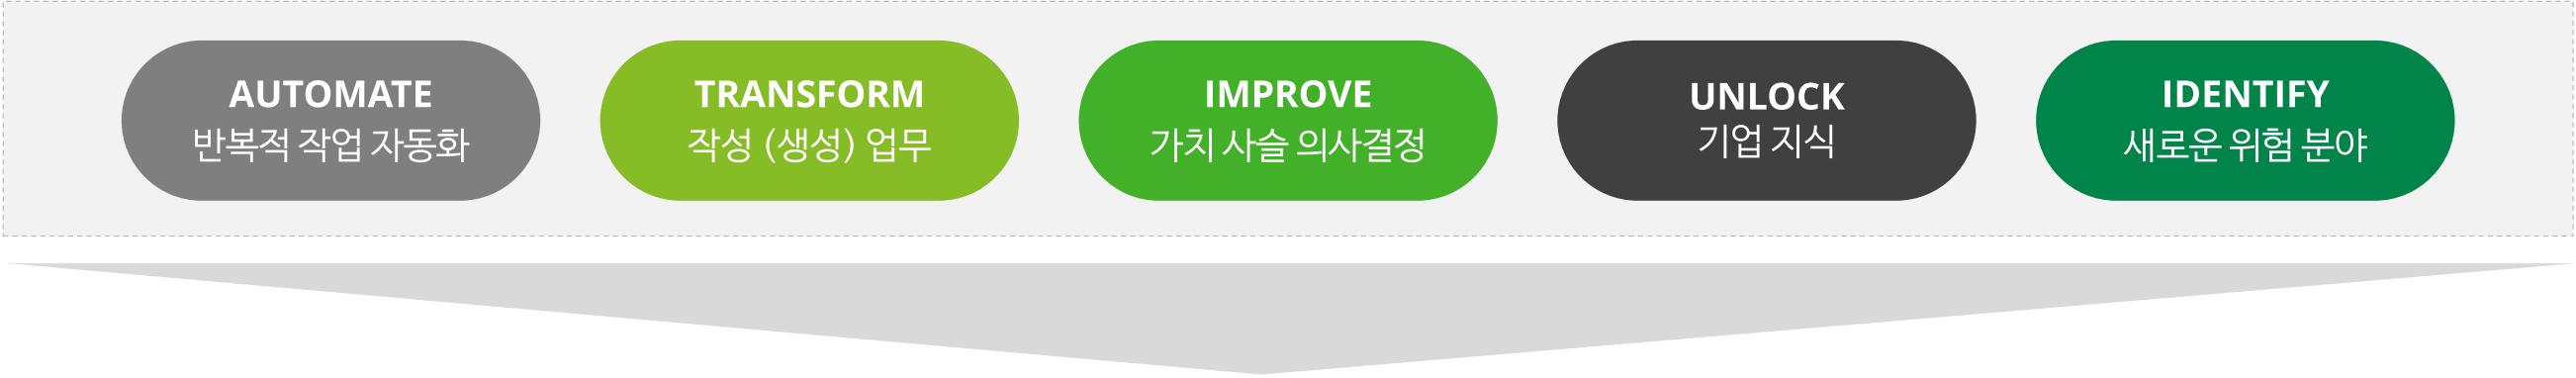 AUTOMATE
반복적 작업 자동화
TRANSFORM
작성 (생성) 업무
IMPROVE
가치 사슬 의사결정
UNLOCK
기업 지식
IDENTIFY
새로운 위험 분야